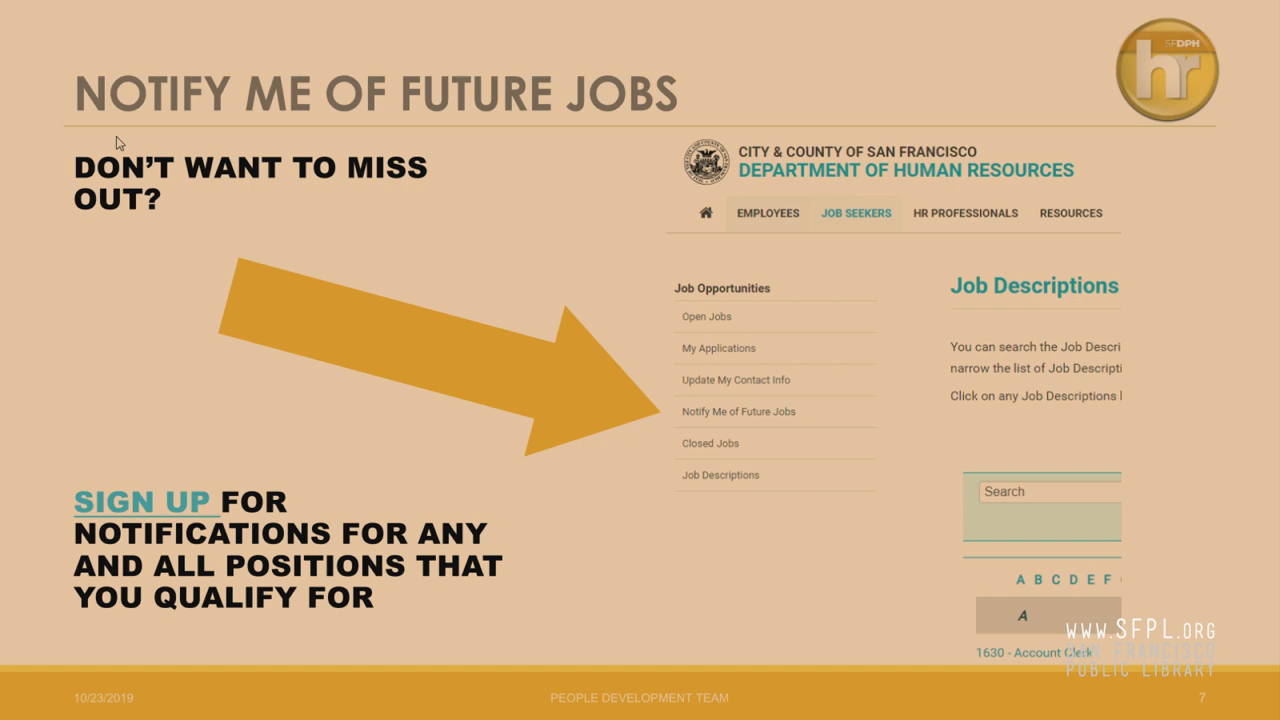 NOTIFY ME OF FUTURE JOBS
SFDPH
hr
DON'T WANT TO MISS
OUT?
SIGN UP FOR
NOTIFICATIONS FOR ANY
AND ALL POSITIONS THAT
YOU QUALIFY FOR
CITY & COUNTY OF SAN FRANCISCO
DEPARTMENT OF HUMAN RESOURCES
EMPLOYEES JOB SEEKERS HR PROFESSIONALS RESOURCES
Job Opportunities
Open Jobs
My Applications
Update My Contact Info
Notify Me of Future Jobs
Closed Jobs
Job Descriptions
Job Descriptions
You can search the Job Descri
narrow the list of Job Descripti
Click on any Job Descriptions
Search
A B C D E F
A
1630 - Account Clerk
WWW.SFPL.ORG
SAN FRANCISCO
PUBLIC LIBRARY
10/23/2019
PEOPLE DEVELOPMENT TEAM
7